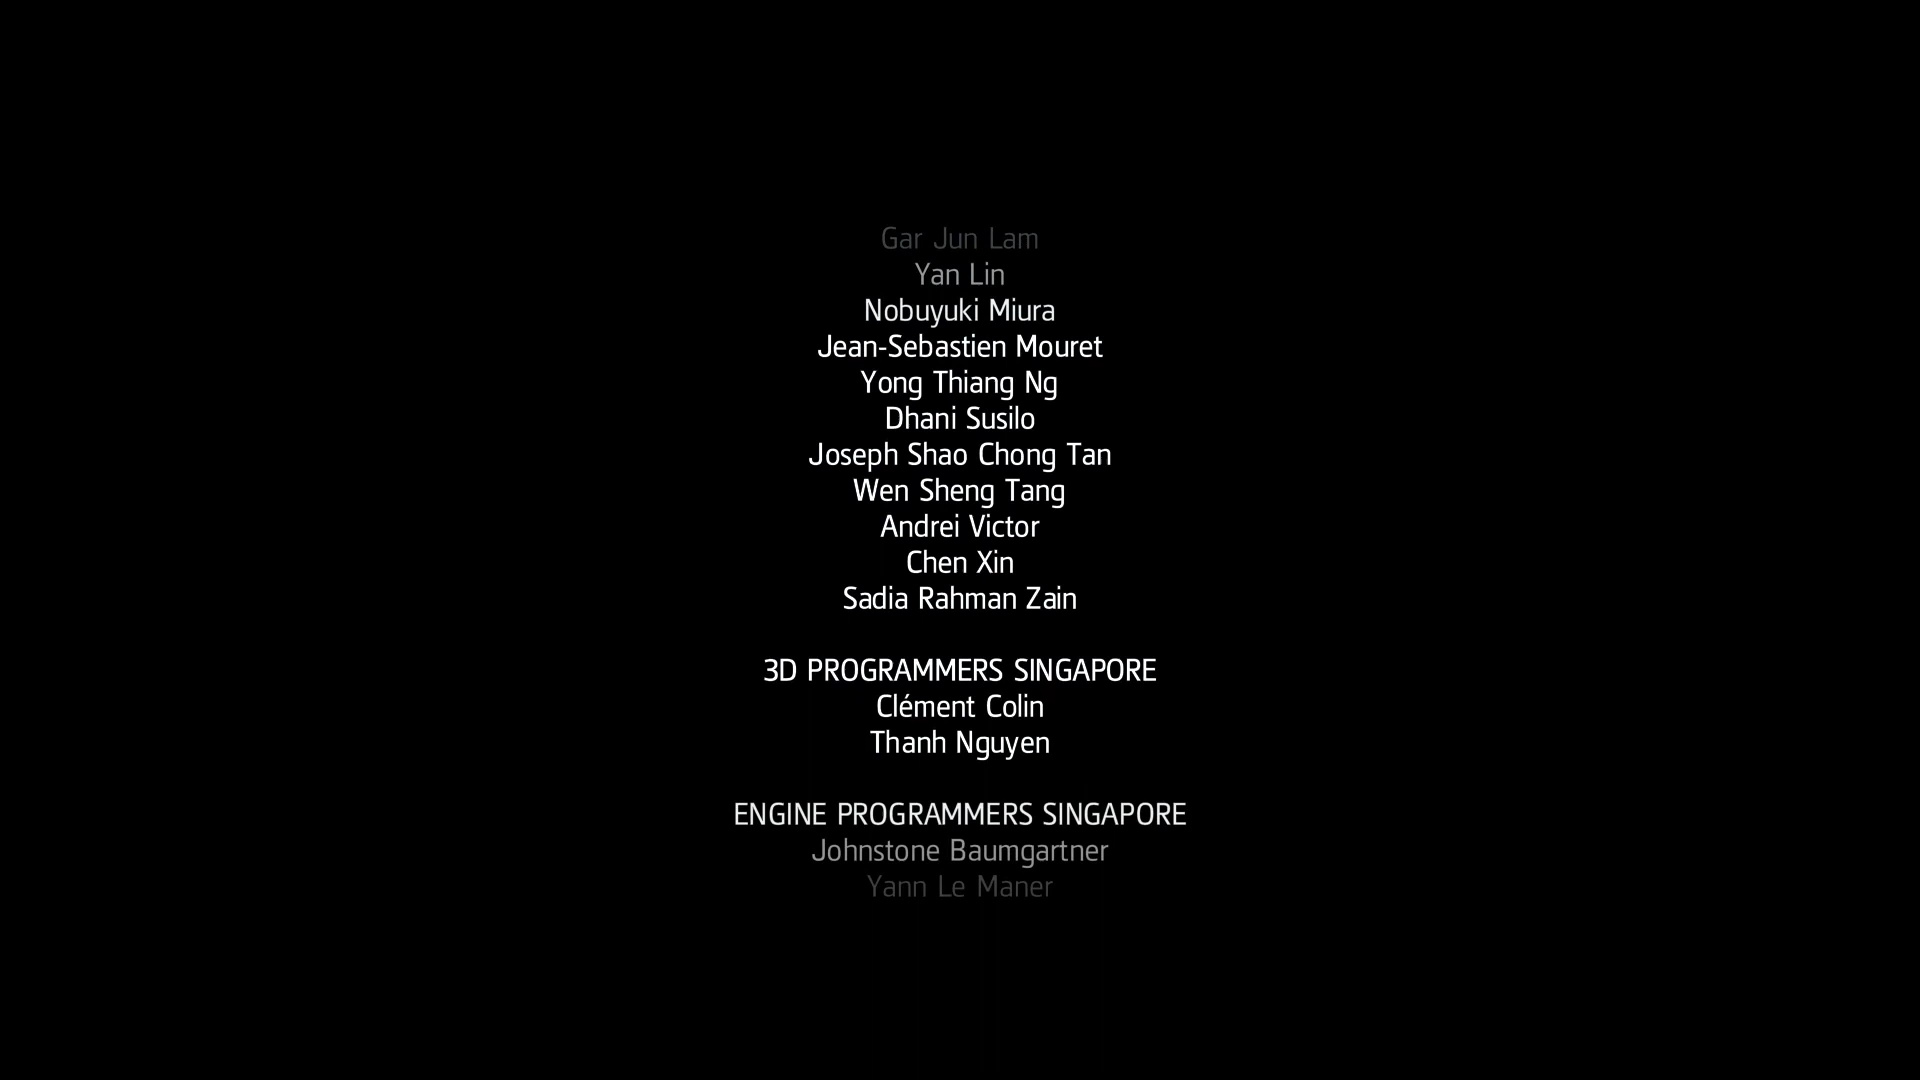 Gar Jun Lam
Yan Lin
Nobuyuki Miura
Jean-Sebastien Mouret
Yong Thiang Ng
Dhani Susilo
Joseph Shao Chong Tan
Wen Sheng Tang
Andrei Victor
Chen Xin
Sadia Rahman Zain
3D PROGRAMMERS SINGAPORE
Clément Colin
Thanh Nguyen
ENGINE PROGRAMMERS SINGAPORE
Johnstone Baumgartner
Yann Le Maner